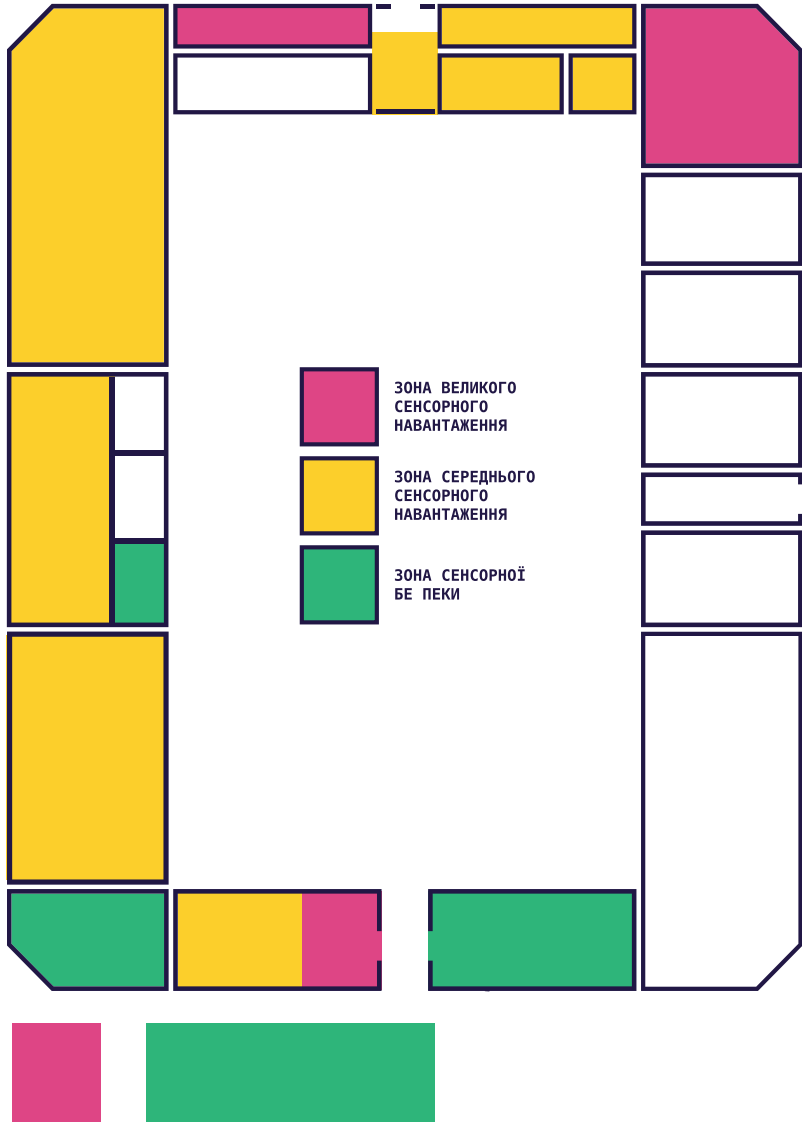 ЗОНА ВЕЛИКОГО
СЕНСОРНОГО
НАВАНТАЖЕННЯ
ЗОНА СЕРЕДНЬОГО
СЕНСОРНОГО
НАВАНТАЖЕННЯ
ЗОНА СЕНСОРНОЇ
БЕ ПЕКИ